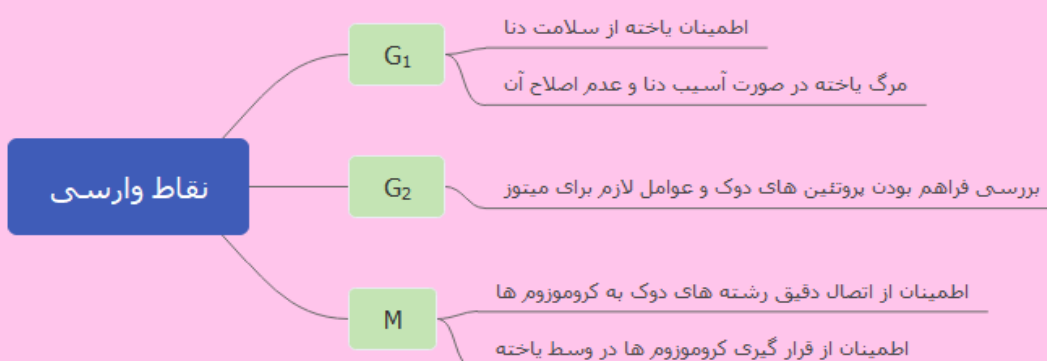 نقاط وارسی
G₁
اطمینان یاخته از سلامت دنا
مرگ یاخته در صورت آسیب دنا و عدم اصلاح آن
G₂
بررسی فراهم بودن پروتئین های دوک و عوامل لازم برای میتوز
M
اطمینان از اتصال دقیق رشته های دوک به کروموزوم ها
اطمینان از قرار گیری کروموزوم ها در وسط یاخته